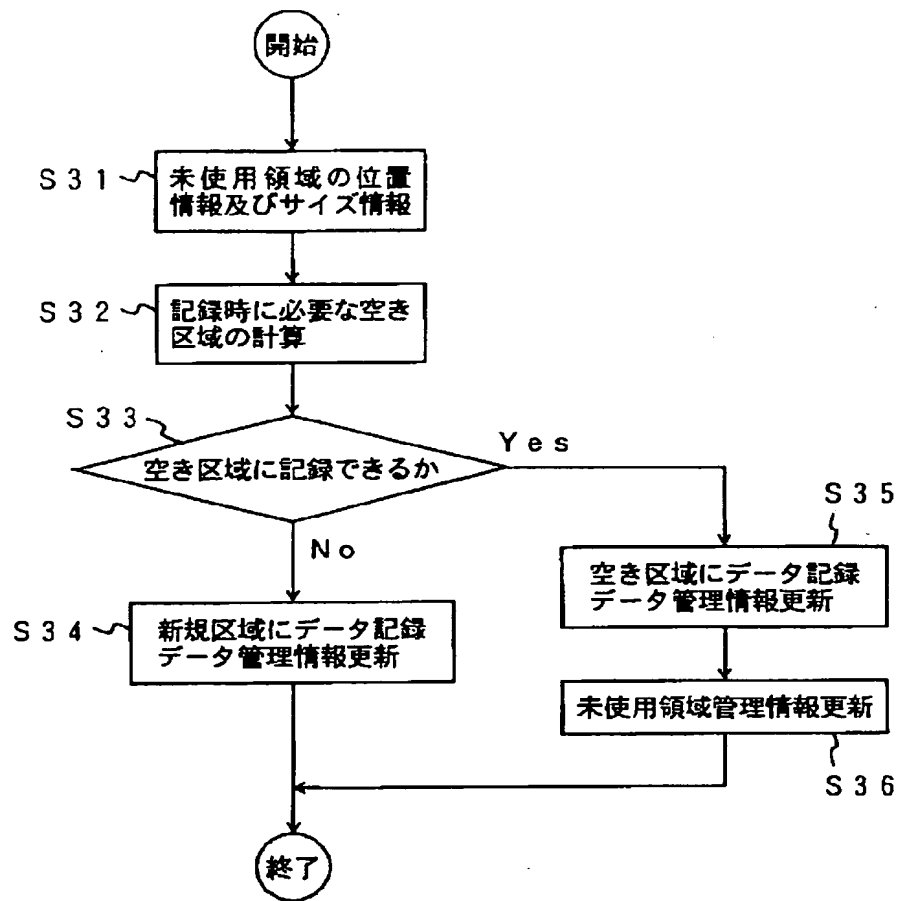 開始
S31
未使用領域の位置
情報及びサイズ情報
S32
記録時に必要な空き
区域の計算
S33
空き区域に記録できるか
Yes
No
S34
新規区域にデータ記録
データ管理情報更新
S35
空き区域にデータ記録
データ管理情報更新
未使用領域管理情報更新
S36
終了